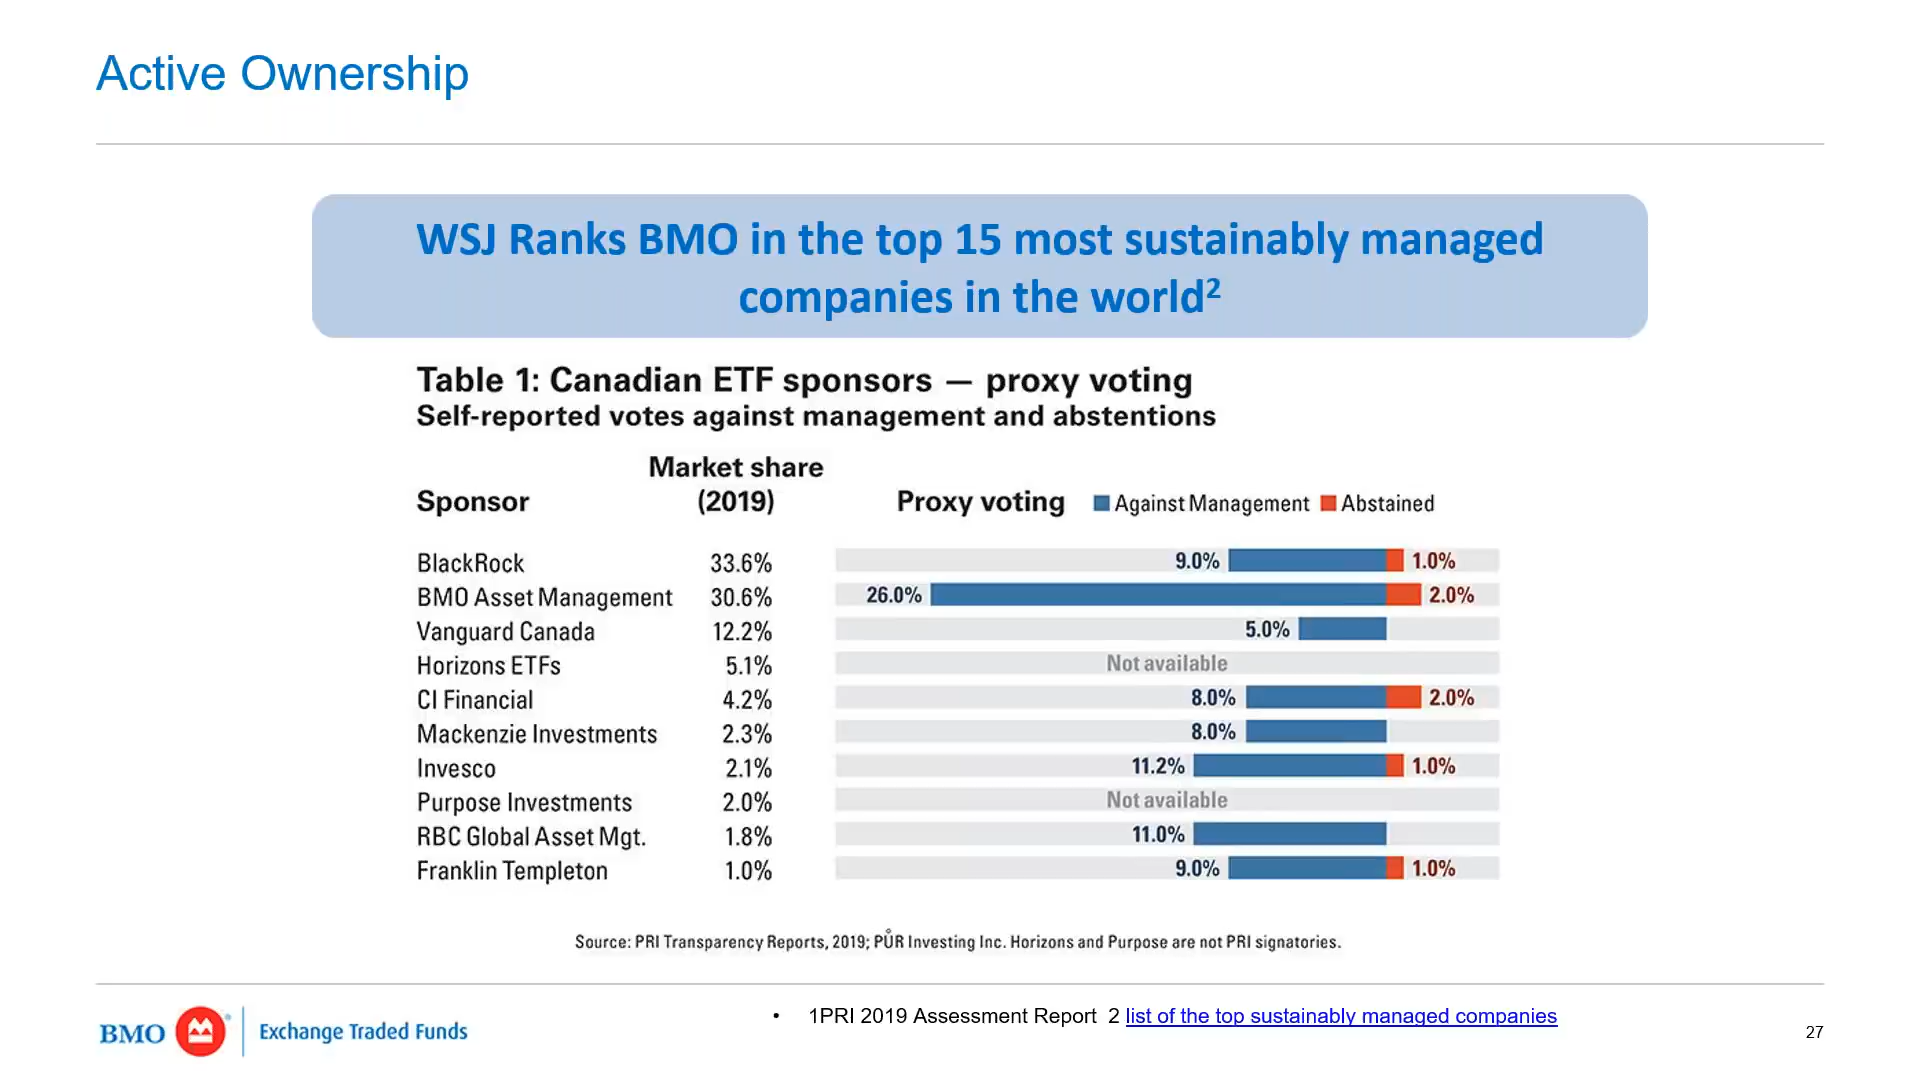 Active Ownership
WSJ Ranks BMO in the top 15 most sustainably managed
companies in the world²
Table 1: Canadian ETF sponsors — proxy voting
Self-reported votes against management and abstentions
Market share
Sponsor (2019) Proxy voting Against Management Abstained
BlackRock 33.6% 9.0% 1.0%
BMO Asset Management 30.6% 26.0% 2.0%
Vanguard Canada 12.2% 5.0%
Horizons ETFs 5.1% Not available
CI Financial 4.2% 8.0% 2.0%
Mackenzie Investments 2.3% 8.0%
Invesco 2.1% 11.2% 1.0%
Purpose Investments 2.0% Not available
RBC Global Asset Mgt. 1.8% 11.0%
Franklin Templeton 1.0% 9.0% 1.0%
Source: PRI Transparency Reports, 2019; PŮR Investing Inc. Horizons and Purpose are not PRI signatories.
• 1PRI 2019 Assessment Report 2 list of the top sustainably managed companies
BMO Exchange Traded Funds
27